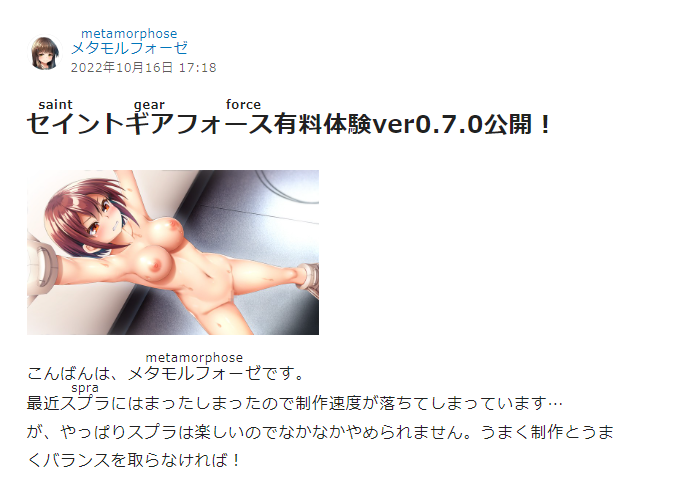 metamorphose
メタモルフォーゼ
2022年10月16日 17:18
saint gear force
セイントギアフォース有料体験ver0.7.0公開！
metamorphose
こんばんは、メタモルフォーゼです。
spra
最近スプラにはまったしまったので制作速度が落ちてしまっています…
が、やっぱりスプラは楽しいのでなかなかやめられません。うまく制作とうま
くバランスを取らなければ！